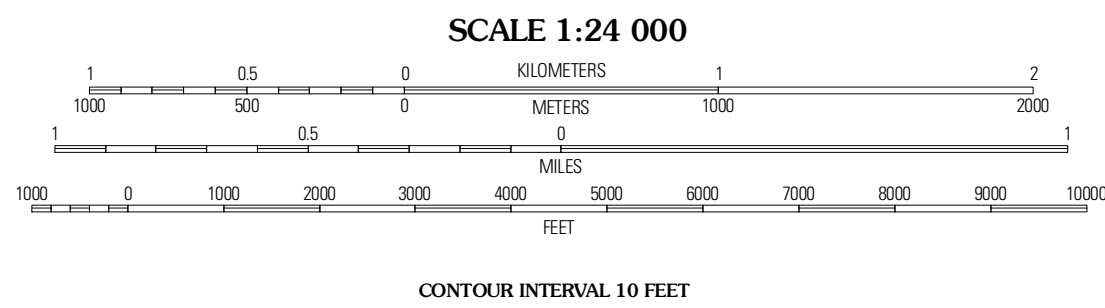 SCALE 1:24 000
1 0.5 0 KILOMETERS 1 2
1000 500 0 METERS 1000 2000
1 0.5 0 1
MILES
1000 0 1000 2000 3000 4000 5000 6000 7000 8000 9000 10000
FEET
CONTOUR INTERVAL 10 FEET